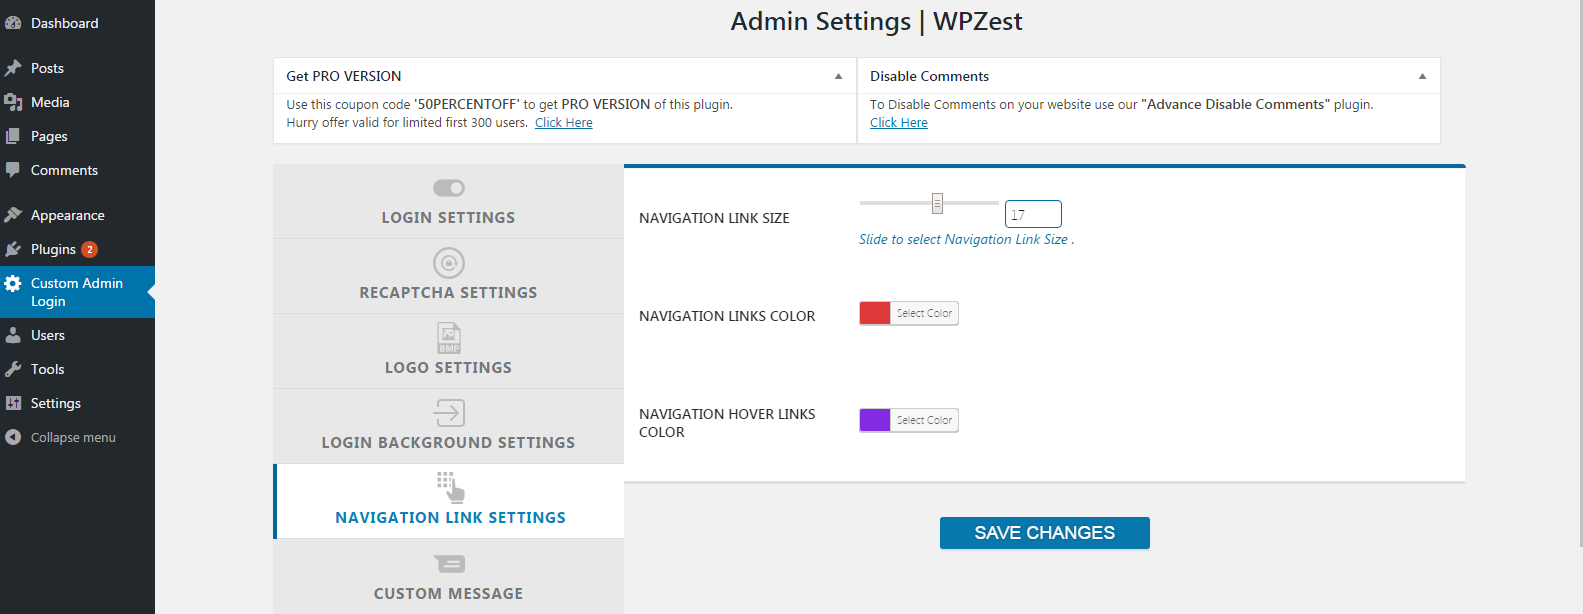 Dashboard
Posts
Media
Pages
Comments
Appearance
Plugins 2
Custom Admin
Login
Users
Tools
Settings
Collapse menu
Admin Settings | WPZest
Get PRO VERSION
Use this coupon code '50PERCENTOFF' to get PRO VERSION of this plugin.
Hurry offer valid for limited first 300 users. Click Here
Disable Comments
To Disable Comments on your website use our "Advance Disable Comments" plugin.
Click Here
LOGIN SETTINGS
RECAPTCHA SETTINGS
BMP
LOGO SETTINGS
LOGIN BACKGROUND SETTINGS
NAVIGATION LINK SETTINGS
CUSTOM MESSAGE
NAVIGATION LINK SIZE
17
Slide to select Navigation Link Size .
NAVIGATION LINKS COLOR
Select Color
NAVIGATION HOVER LINKS
COLOR
Select Color
SAVE CHANGES